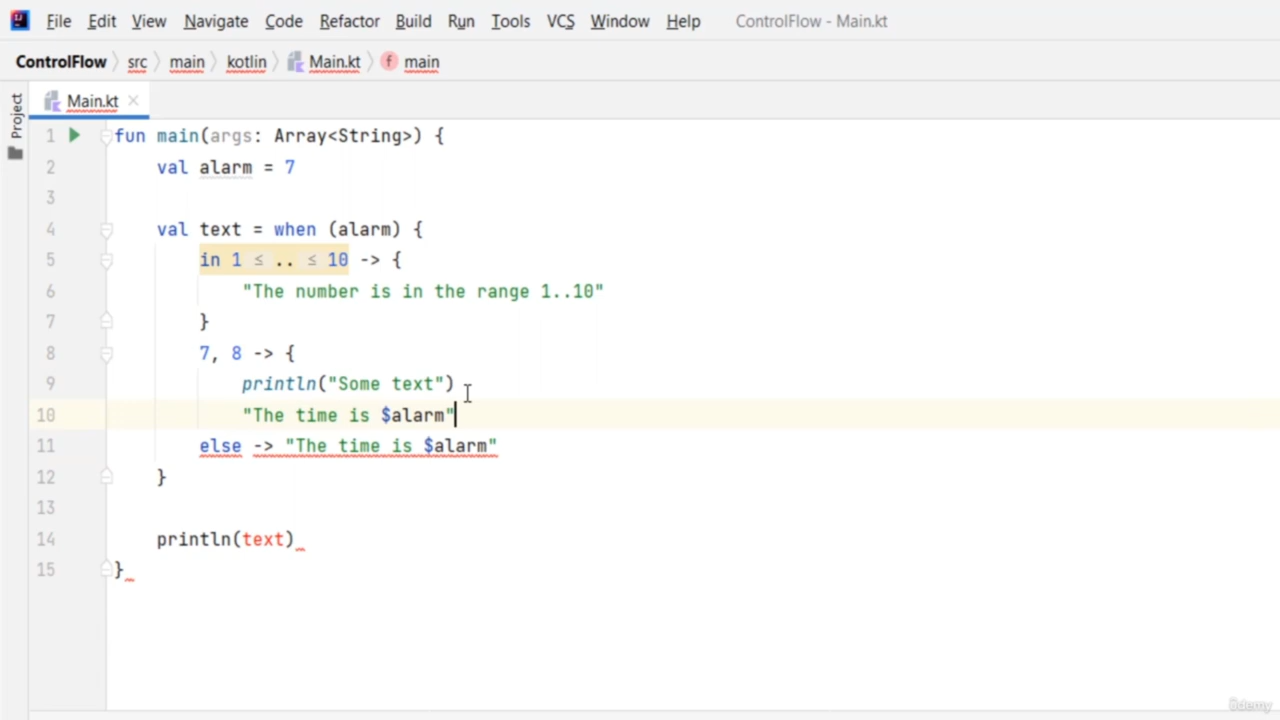 File Edit View Navigate Code Refactor Build Run Tools VCS Window Help ControlFlow - Main.kt
ControlFlow src main kotlin Main.kt f main
Main.kt
Project
1 fun main(args: Array<String>) {
2 val alarm = 7
3
4 val text = when (alarm) {
5 in 1 ≤ .. ≤ 10 -> {
6 "The number is in the range 1..10"
7 }
8 7, 8 -> {
9 println("Some text")
10 "The time is $alarm"
11 else -> "The time is $alarm"
12 }
13
14 println(text)
15 }
ûdemy